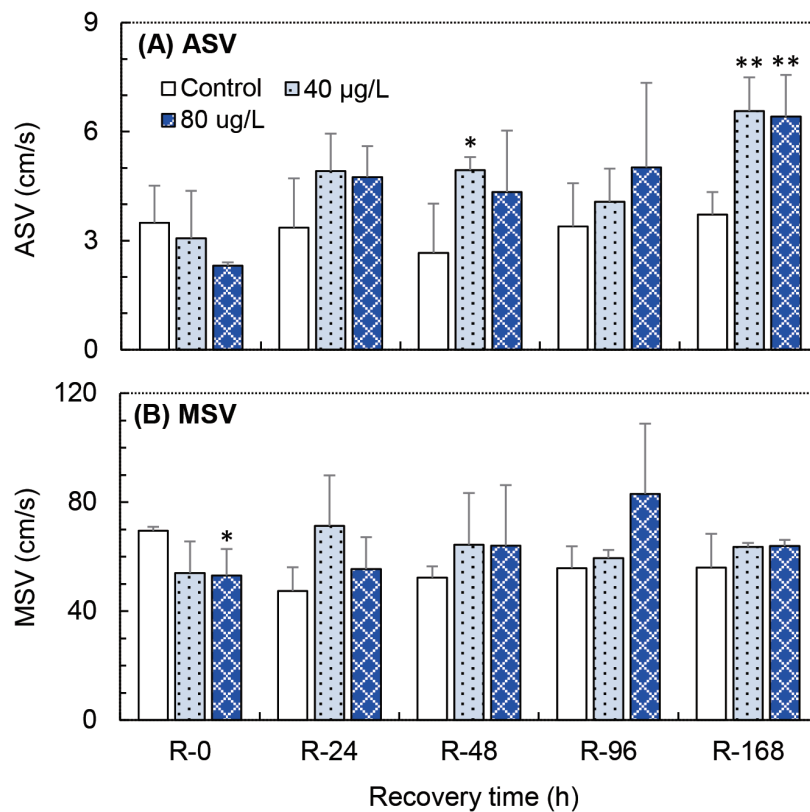 (A) ASV
Control
40 µg/L
80 ug/L
ASV (cm/s)
9
6
3
0
*
**
**
(B) MSV
MSV (cm/s)
120
80
40
0
*
R-0
R-24
R-48
R-96
R-168
Recovery time (h)